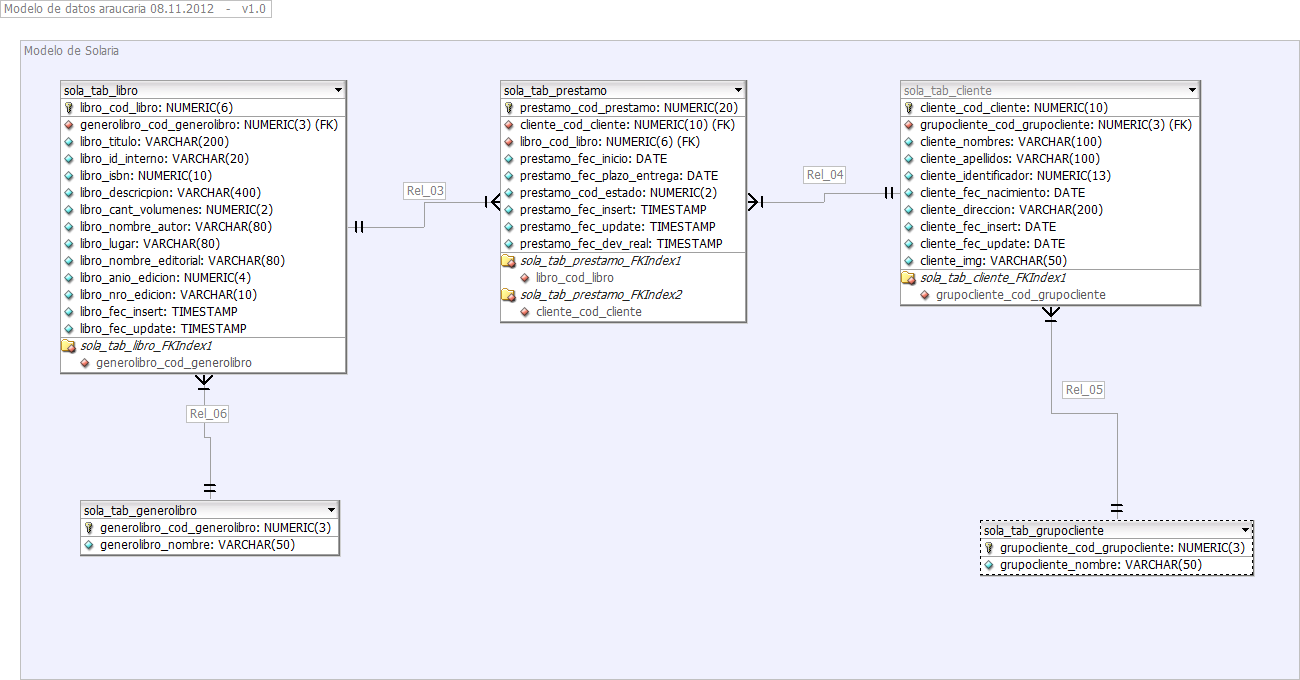 Modelo de datos araucaria 08.11.2012 - v1.0
Modelo de Solaria
sola_tab_libro
libro_cod_libro: NUMERIC(6)
generolibro_cod_generolibro: NUMERIC(3) (FK)
libro_titulo: VARCHAR(200)
libro_id_interno: VARCHAR(20)
libro_isbn: NUMERIC(10)
libro_descricpion: VARCHAR(400)
libro_cant_volumenes: NUMERIC(2)
libro_nombre_autor: VARCHAR(80)
libro_lugar: VARCHAR(80)
libro_nombre_editorial: VARCHAR(80)
libro_anio_edicion: NUMERIC(4)
libro_nro_edicion: VARCHAR(10)
libro_fec_insert: TIMESTAMP
libro_fec_update: TIMESTAMP
sola_tab_libro_FKIndex1
generolibro_cod_generolibro
Rel_03
sola_tab_prestamo
prestamo_cod_prestamo: NUMERIC(20)
cliente_cod_cliente: NUMERIC(10) (FK)
libro_cod_libro: NUMERIC(6) (FK)
prestamo_fec_inicio: DATE
prestamo_fec_plazo_entrega: DATE
prestamo_cod_estado: NUMERIC(2)
prestamo_fec_insert: TIMESTAMP
prestamo_fec_update: TIMESTAMP
prestamo_fec_dev_real: TIMESTAMP
sola_tab_prestamo_FKIndex1
libro_cod_libro
sola_tab_prestamo_FKIndex2
cliente_cod_cliente
Rel_04
sola_tab_cliente
cliente_cod_cliente: NUMERIC(10)
grupocliente_cod_grupocliente: NUMERIC(3) (FK)
cliente_nombres: VARCHAR(100)
cliente_apellidos: VARCHAR(100)
cliente_identificador: NUMERIC(13)
cliente_fec_nacimiento: DATE
cliente_direccion: VARCHAR(200)
cliente_fec_insert: DATE
cliente_fec_update: DATE
cliente_img: VARCHAR(50)
sola_tab_cliente_FKIndex1
grupocliente_cod_grupocliente
Rel_06
Rel_05
sola_tab_generolibro
generolibro_cod_generolibro: NUMERIC(3)
generolibro_nombre: VARCHAR(50)
sola_tab_grupocliente
grupocliente_cod_grupocliente: NUMERIC(3)
grupocliente_nombre: VARCHAR(50)